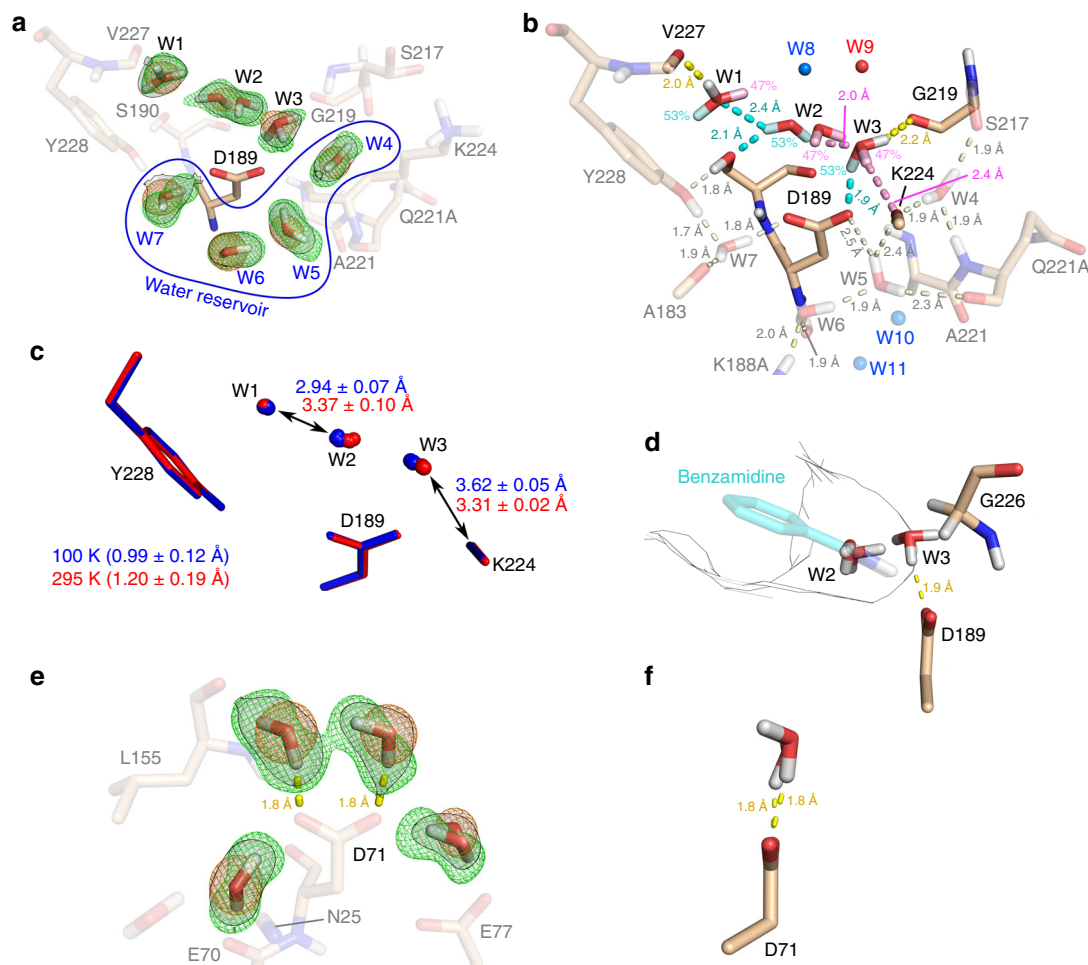 a
V227
W1
W2
S217
S190
W3
G219
W4
Y228
K224
D189
W7
Q221A
W6
W5
A221
Water reservoir
b
V227
W8
W9
W1
47%
2.0 Å
2.0 Å
G219
53%
2.4 Å
W2
W3
S217
2.1 Å
53%
47%
2.2 Å
47%
1.9 Å
53%
K224
2.4 Å
Y228
1.8 Å
D189
1.9 Å
W4
1.7 Å
1.8 Å
1.9 Å
1.9 Å
1.9 Å
W7
2.5 Å
2.4 Å
Q221A
A183
W5
1.9 Å
2.3 Å
A221
2.0 Å
W6
W10
K188A
1.9 Å
W11
c
W1
2.94 ± 0.07 Å
3.37 ± 0.10 Å
W2
W3
Y228
3.62 ± 0.05 Å
3.31 ± 0.02 Å
D189
K224
100 K (0.99 ± 0.12 Å)
295 K (1.20 ± 0.19 Å)
d
Benzamidine
G226
W2
W3
1.9 Å
D189
e
L155
1.8 Å
1.8 Å
D71
N25
E70
E77
f
1.8 Å
1.8 Å
D71